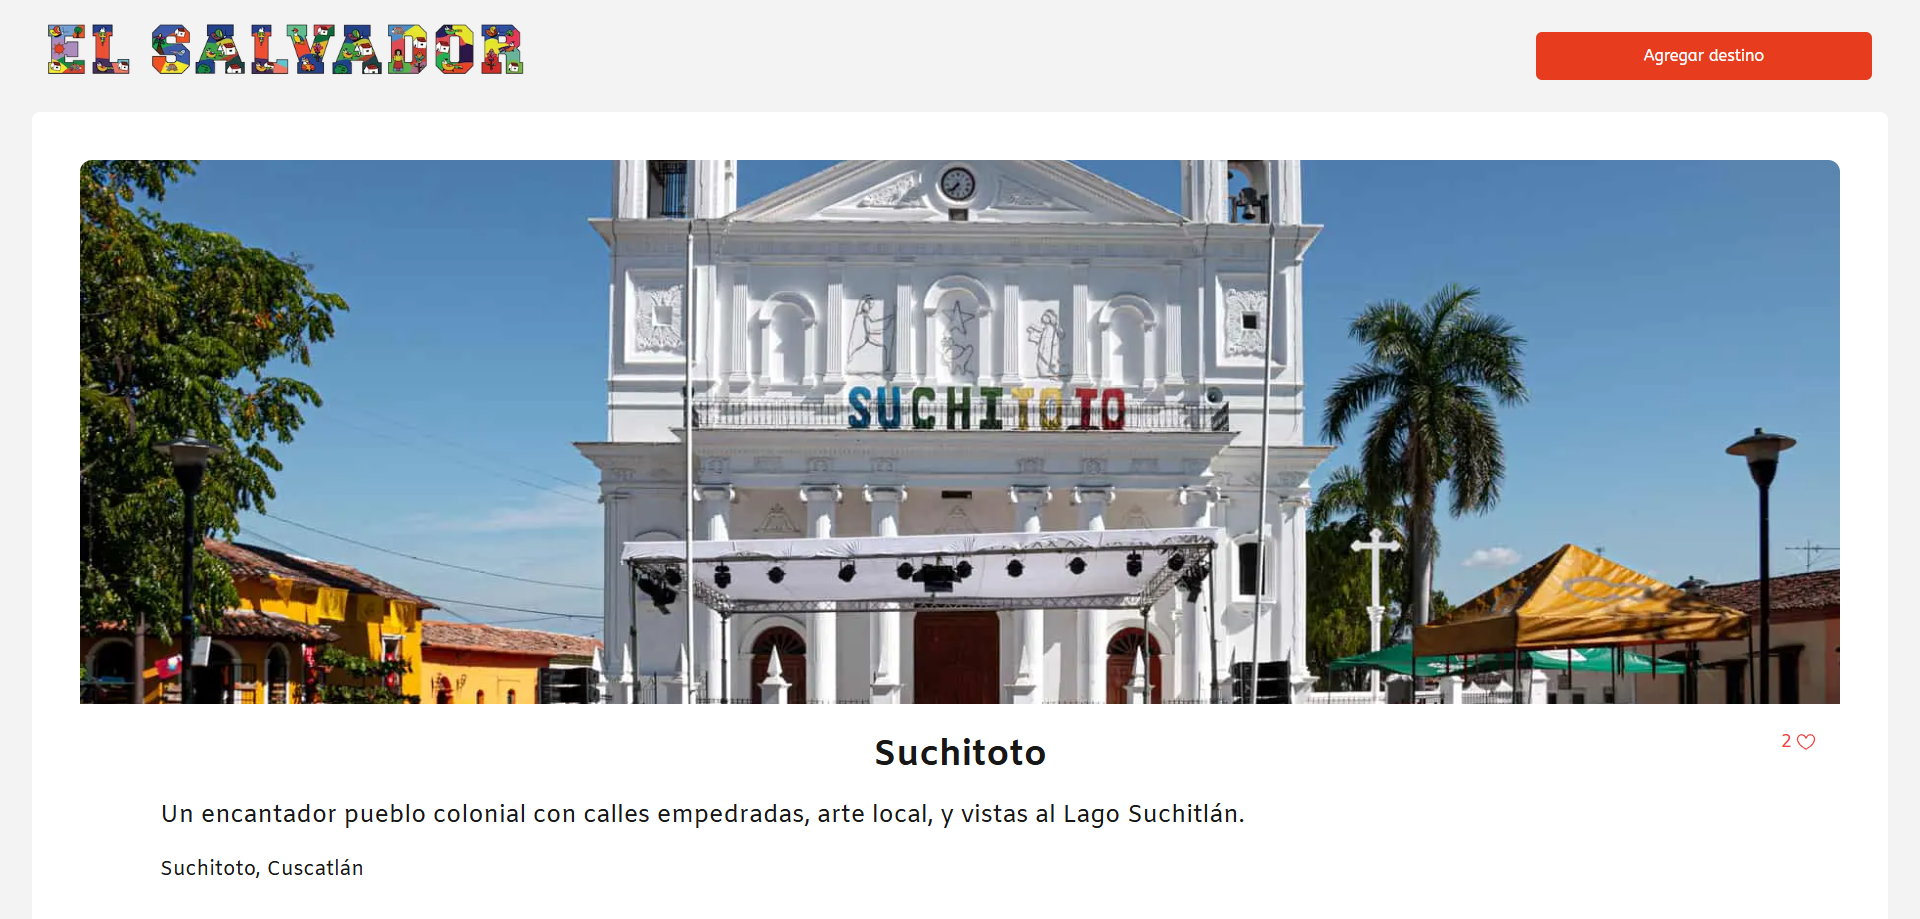 EL SALVADOR
Agregar destino
SUCHITOTO
Suchitoto
2
Un encantador pueblo colonial con calles empedradas, arte local, y vistas al Lago Suchitlán.
Suchitoto, Cuscatlán